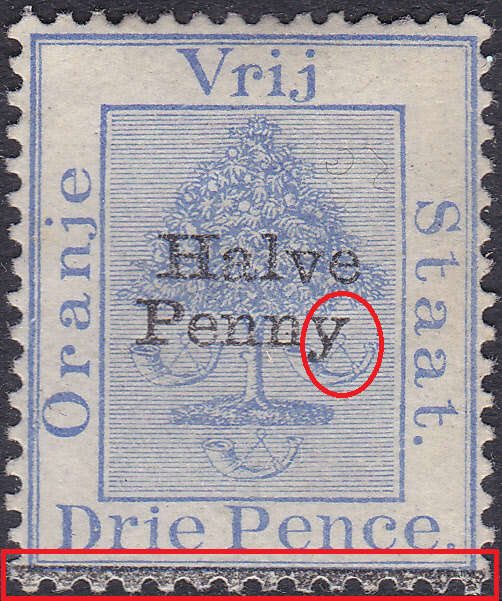 Vrij
Oranje
Staat.
Halve
Penny
Drie Pence.